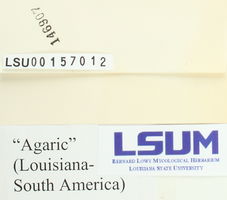 146907
LSU00157012
"Agaric"
(Louisiana-
South America)
LSUM
BERNARD LOWY MYCOLOGICAL HERBARIUM
LOUISIANA STATE UNIVERSITY